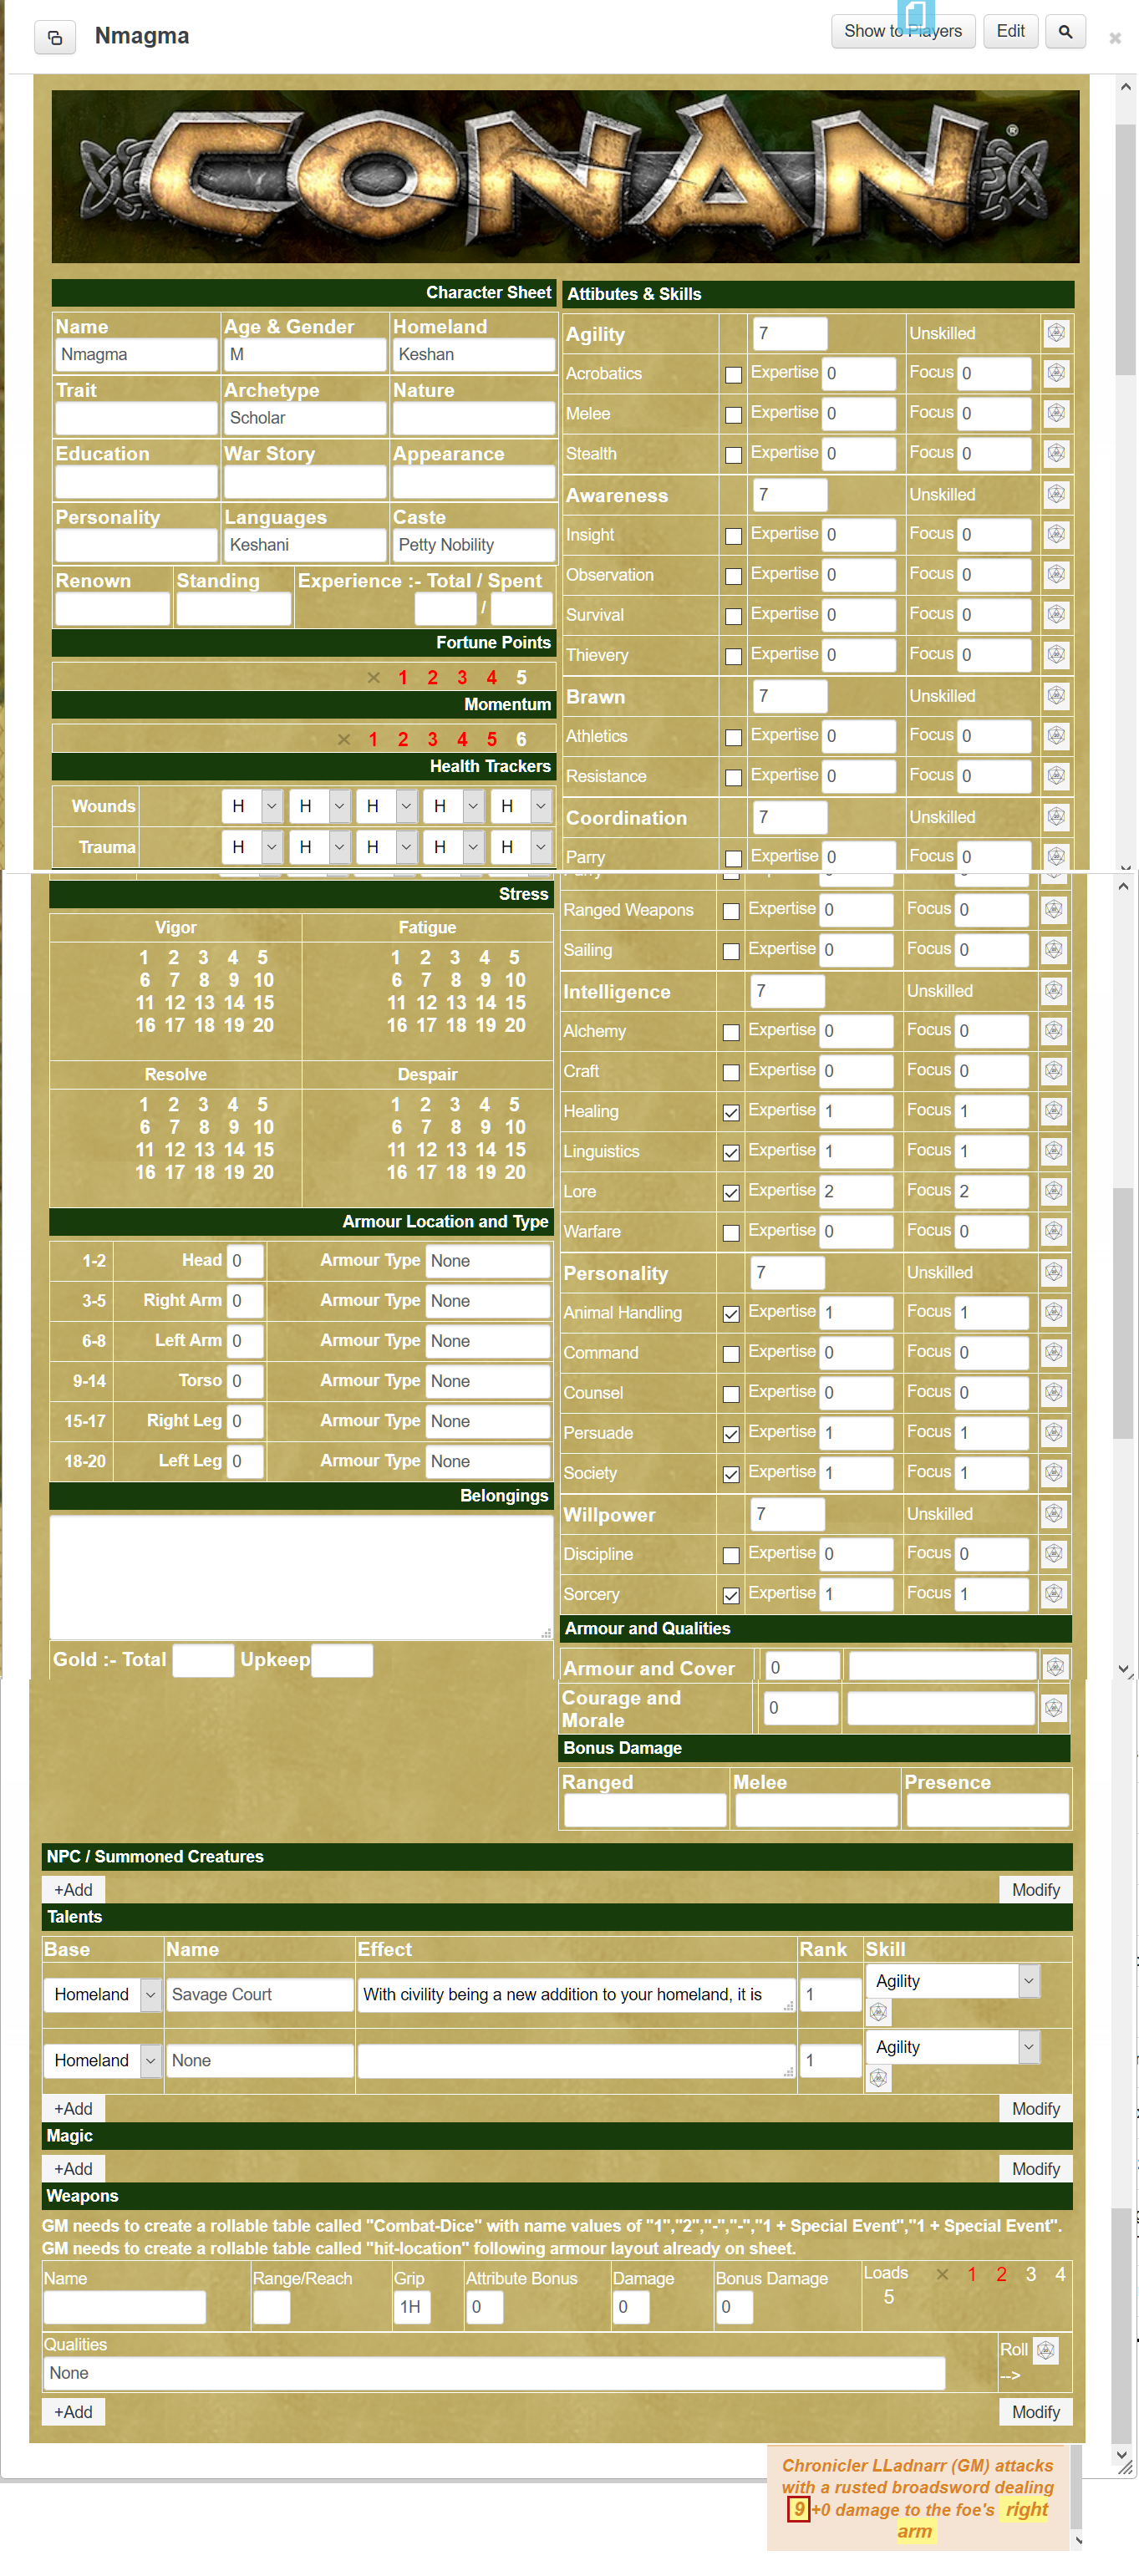 Nmagma
Show to Players Edit
CONAN ®
Character Sheet
Name Age & Gender Homeland
Nmagma M Keshan
Trait Archetype Nature
Scholar
Education War Story Appearance
Personality Languages Caste
Keshani Petty Nobility
Renown Standing Experience :- Total / Spent
/
Fortune Points
× 1 2 3 4 5
Momentum
× 1 2 3 4 5 6
Health Trackers
Wounds H H H H H
Trauma H H H H H
Attibutes & Skills
Agility 7 Unskilled
Acrobatics Expertise 0 Focus 0
Melee Expertise 0 Focus 0
Stealth Expertise 0 Focus 0
Awareness 7 Unskilled
Insight Expertise 0 Focus 0
Observation Expertise 0 Focus 0
Survival Expertise 0 Focus 0
Thievery Expertise 0 Focus 0
Brawn 7 Unskilled
Athletics Expertise 0 Focus 0
Resistance Expertise 0 Focus 0
Coordination 7 Unskilled
Parry Expertise 0 Focus 0
Stress
Vigor Fatigue
1 2 3 4 5 1 2 3 4 5
6 7 8 9 10 6 7 8 9 10
11 12 13 14 15 11 12 13 14 15
16 17 18 19 20 16 17 18 19 20
Resolve Despair
1 2 3 4 5 1 2 3 4 5
6 7 8 9 10 6 7 8 9 10
11 12 13 14 15 11 12 13 14 15
16 17 18 19 20 16 17 18 19 20
Armour Location and Type
1-2 Head 0 Armour Type None
3-5 Right Arm 0 Armour Type None
6-8 Left Arm 0 Armour Type None
9-14 Torso 0 Armour Type None
15-17 Right Leg 0 Armour Type None
18-20 Left Leg 0 Armour Type None
Belongings
Gold :- Total Upkeep
Ranged Weapons Expertise 0 Focus 0
Sailing Expertise 0 Focus 0
Intelligence 7 Unskilled
Alchemy Expertise 0 Focus 0
Craft Expertise 0 Focus 0
Healing Expertise 1 Focus 1
Linguistics Expertise 1 Focus 1
Lore Expertise 2 Focus 2
Warfare Expertise 0 Focus 0
Personality 7 Unskilled
Animal Handling Expertise 1 Focus 1
Command Expertise 0 Focus 0
Counsel Expertise 0 Focus 0
Persuade Expertise 1 Focus 1
Society Expertise 1 Focus 1
Willpower 7 Unskilled
Discipline Expertise 0 Focus 0
Sorcery Expertise 1 Focus 1
Armour and Qualities
Armour and Cover 0
Courage and
Morale 0
Bonus Damage
Ranged Melee Presence
NPC / Summoned Creatures
+Add Modify
Talents
Base Name Effect Rank Skill
Homeland Savage Court With civility being a new addition to your homeland, it is 1 Agility
Homeland None 1 Agility
+Add Modify
Magic
+Add Modify
Weapons
GM needs to create a rollable table called "Combat-Dice" with name values of "1","2","-","-","1 + Special Event","1 + Special Event".
GM needs to create a rollable table called "hit-location" following armour layout already on sheet.
Name Range/Reach Grip Attribute Bonus Damage Bonus Damage Loads × 1 2 3 4
1H 0 0 0 5
Qualities Roll
None -->
+Add Modify
Chronicler LLadnarr (GM) attacks
with a rusted broadsword dealing
9 +0 damage to the foe's right
arm